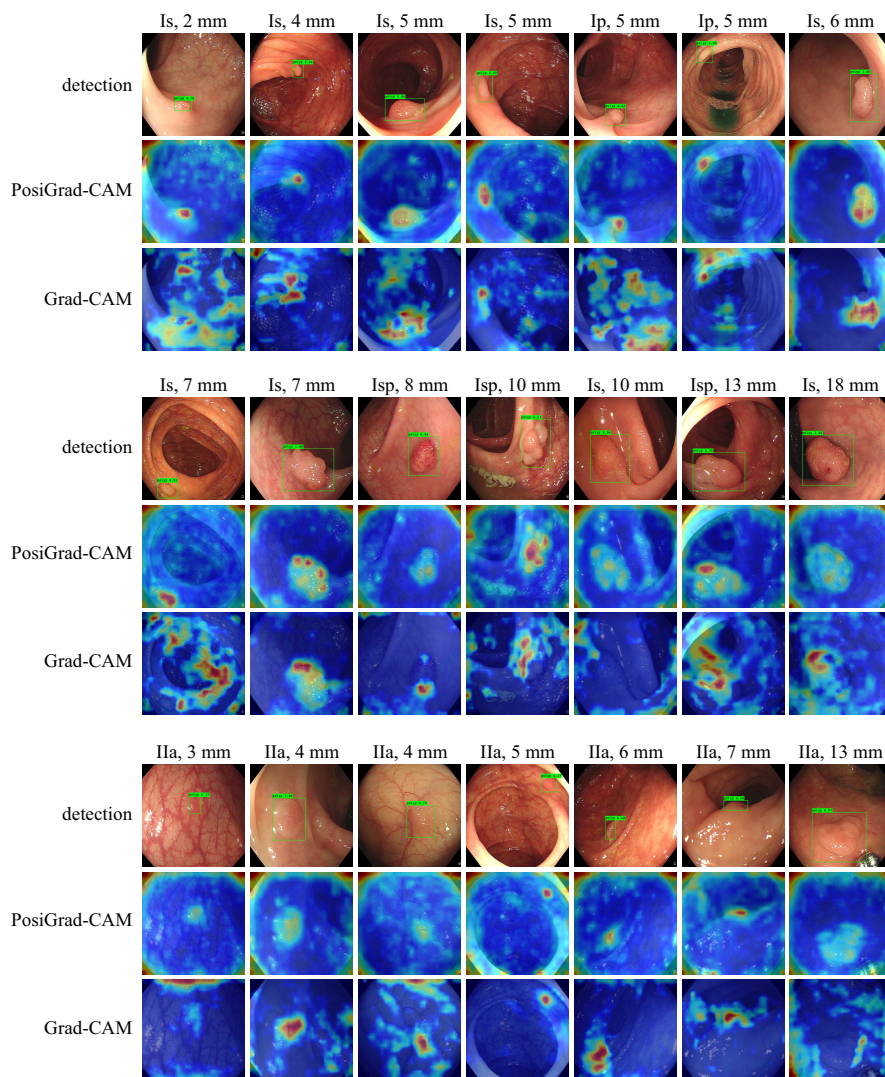 Is, 2 mm Is, 4 mm Is, 5 mm Is, 5 mm Ip, 5 mm Ip, 5 mm Is, 6 mm
detection
PosiGrad-CAM
Grad-CAM
Is, 7 mm Is, 7 mm Isp, 8 mm Isp, 10 mm Is, 10 mm Isp, 13 mm Is, 18 mm
detection
PosiGrad-CAM
Grad-CAM
IIa, 3 mm IIa, 4 mm IIa, 4 mm IIa, 5 mm IIa, 6 mm IIa, 7 mm IIa, 13 mm
detection
PosiGrad-CAM
Grad-CAM